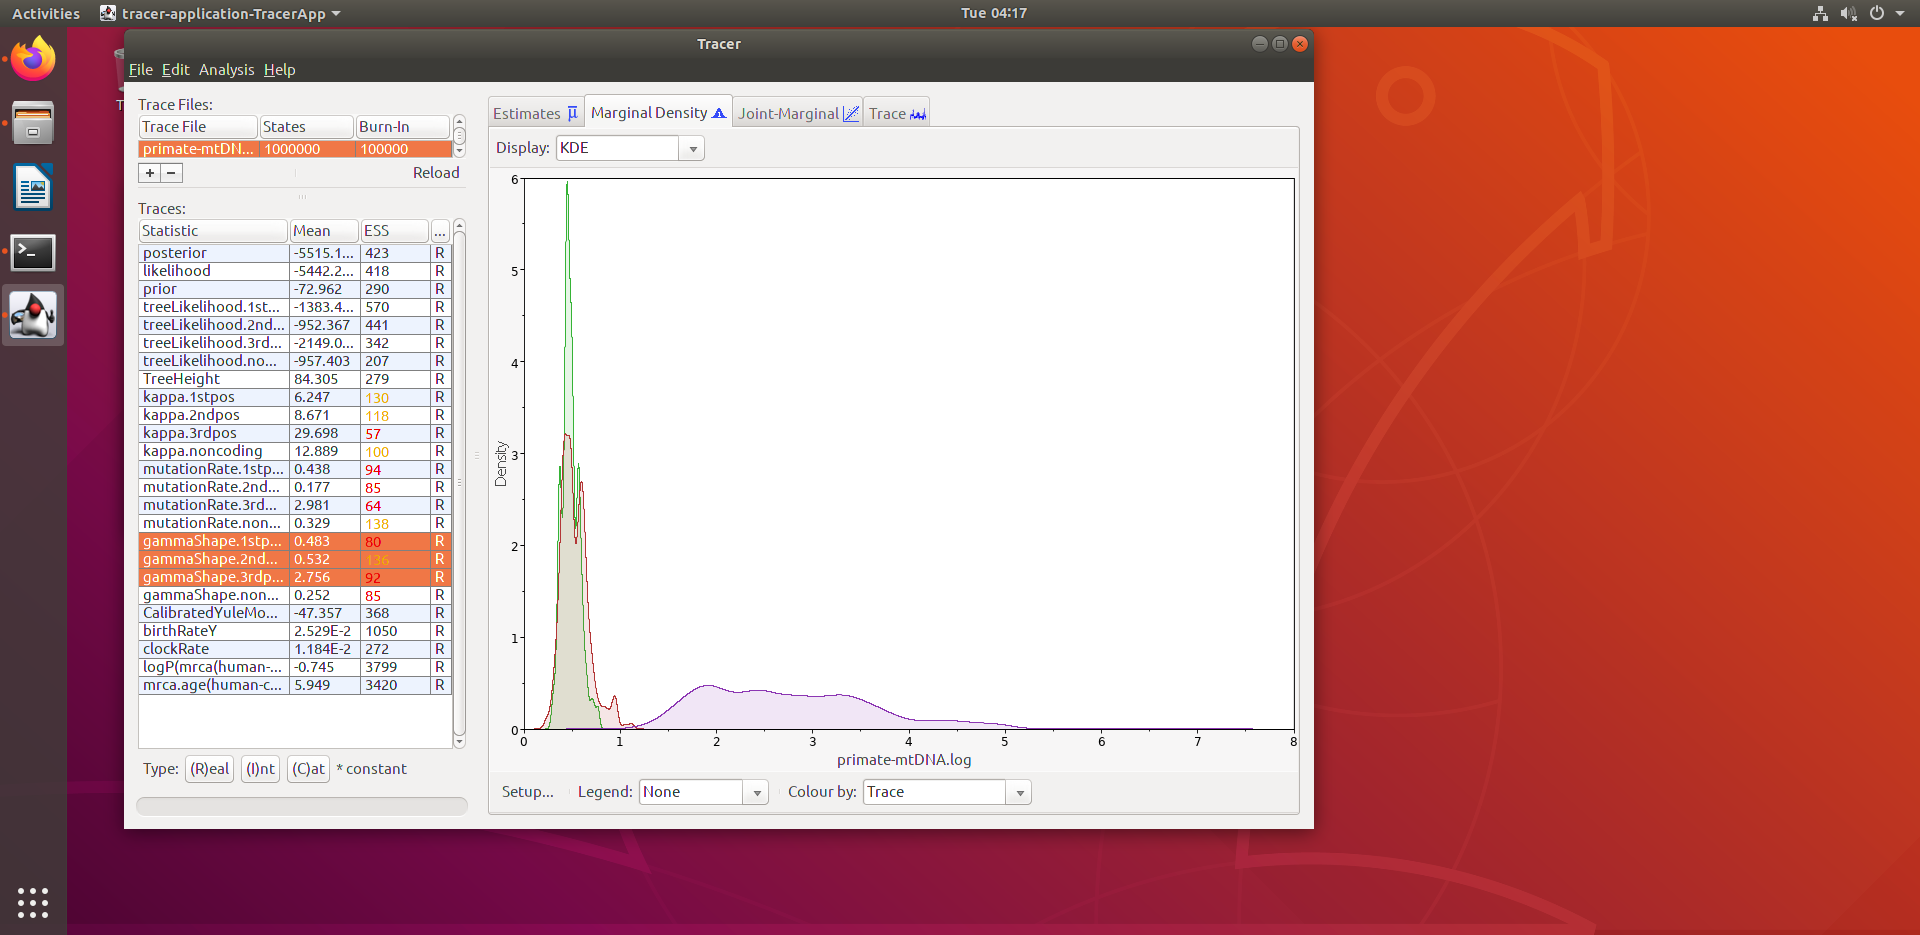 Activities tracer-application-TracerApp Tue 04:17
Tracer
File Edit Analysis Help
Trace Files:
Trace File States Burn-In
primate-mtDN... 1000000 100000
+ − Reload
Traces:
Statistic Mean ESS ...
posterior -5515.1... 423 R
likelihood -5442.2... 418 R
prior -72.962 290 R
treeLikelihood.1st... -1383.4... 570 R
treeLikelihood.2nd... -952.367 441 R
treeLikelihood.3rd... -2149.0... 342 R
treeLikelihood.no... -957.403 207 R
TreeHeight 84.305 279 R
kappa.1stpos 6.247 130 R
kappa.2ndpos 8.671 118 R
kappa.3rdpos 29.698 57 R
kappa.noncoding 12.889 100 R
mutationRate.1stp... 0.438 94 R
mutationRate.2nd... 0.177 85 R
mutationRate.3rd... 2.981 64 R
mutationRate.non... 0.329 138 R
gammaShape.1stp... 0.483 80 R
gammaShape.2nd... 0.532 136 R
gammaShape.3rdp... 2.756 92 R
gammaShape.non... 0.252 85 R
CalibratedYuleMo... -47.357 368 R
birthRateY 2.529E-2 1050 R
clockRate 1.184E-2 272 R
logP(mrca(human-... -0.745 3799 R
mrca.age(human-c... 5.949 3420 R
Type: (R)eal (I)nt (C)at * constant
Estimates μ Marginal Density Joint-Marginal Trace
Display: KDE
6
5
4
3
2
1
0
Density
0 1 2 3 4 5 6 7 8
primate-mtDNA.log
Setup... Legend: None Colour by: Trace